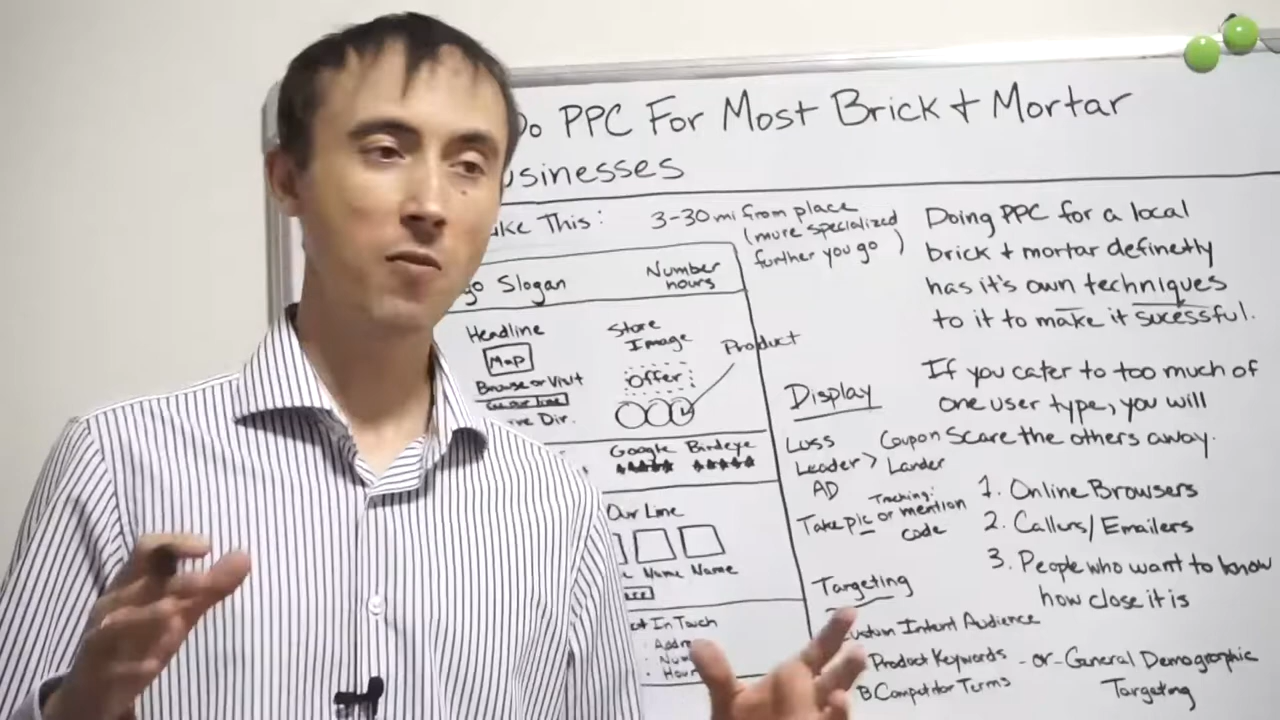 Do PPC For Most Brick & Mortar
usinesses
ake This:
3-30 mi from place
(more specialized
further you go)
go Slogan
Number
hours
Headline
Map
Browse or Visit
Store
Image
Offer
Product
Dir.
Google Birdeye
Our Line
Name Name
t In Touch
Addr
Num
Hour
Display
Loss
Leader > Coupon
AD Lander
Tracking:
Take pic or mention
code
Targeting
ustom Intent Audience
Product Keywords -or- General Demographic
B Competitor Terms Targeting
Doing PPC for a local
brick & mortar definetly
has it's own techniques
to it to make it sucessful.
If you cater to too much of
one user type, you will
Scare the others away.
1. Online Browsers
2. Callers/Emailers
3. People who want to know
how close it is